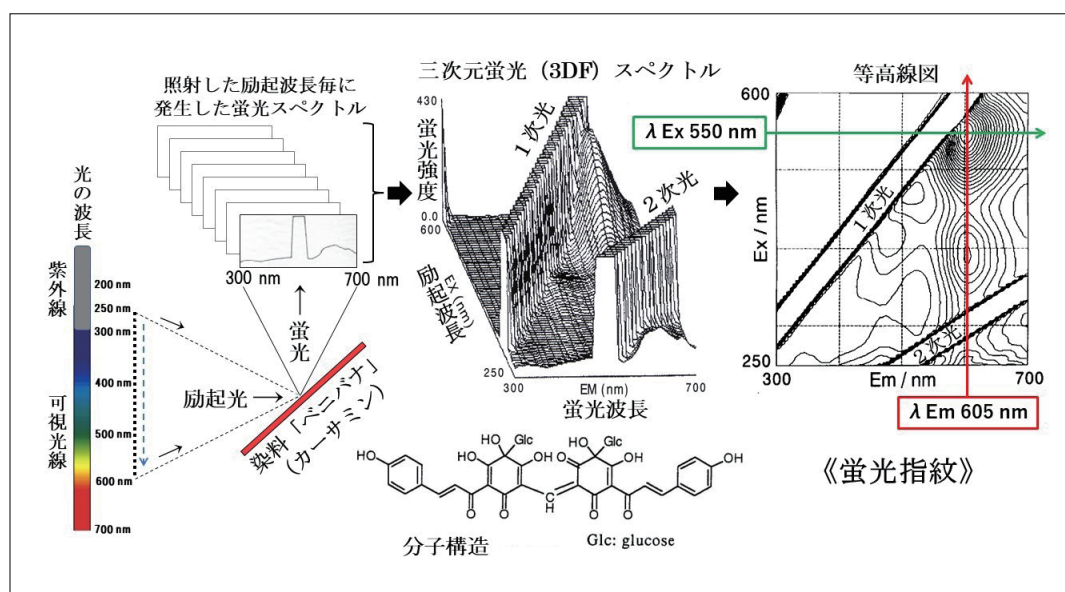 照射した励起波長毎に
発生した蛍光スペクトル
300 nm
700 nm
光の波長
紫外線
可視光線
200 nm
250 nm
300 nm
400 nm
500 nm
600 nm
700 nm
蛍光
励起光
染料「ベニバナ」
(カーサミン)
三次元蛍光（3DF）スペクトル
430
蛍光強度
0.0
600
1次光
2次光
EX (nm)
励起波長
250
300
EM (nm)
700
蛍光波長
等高線図
600
λ Ex 550 nm
Ex / nm
1次光
2次光
250
300
Em / nm
700
λ Em 605 nm
《蛍光指紋》
HO
Glc
HO
OH
O
HO
Glc
OH
HO
O
O
C
H
O
O
OH
分子構造
Glc: glucose